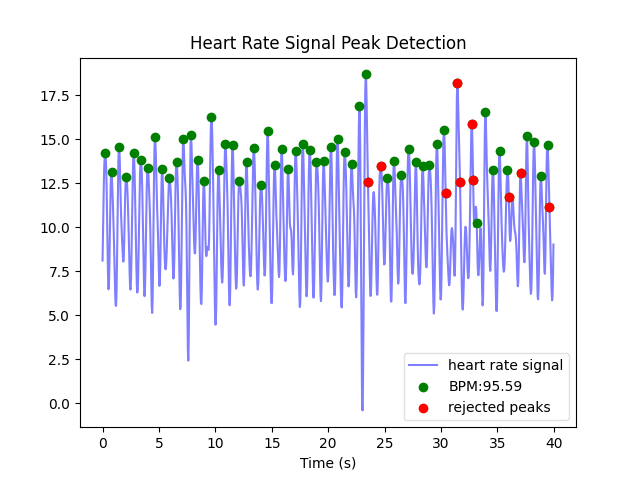 Heart Rate Signal Peak Detection
17.5
15.0
12.5
10.0
7.5
5.0
2.5
0.0
heart rate signal
BPM:95.59
rejected peaks
0 5 10 15 20 25 30 35 40
Time (s)